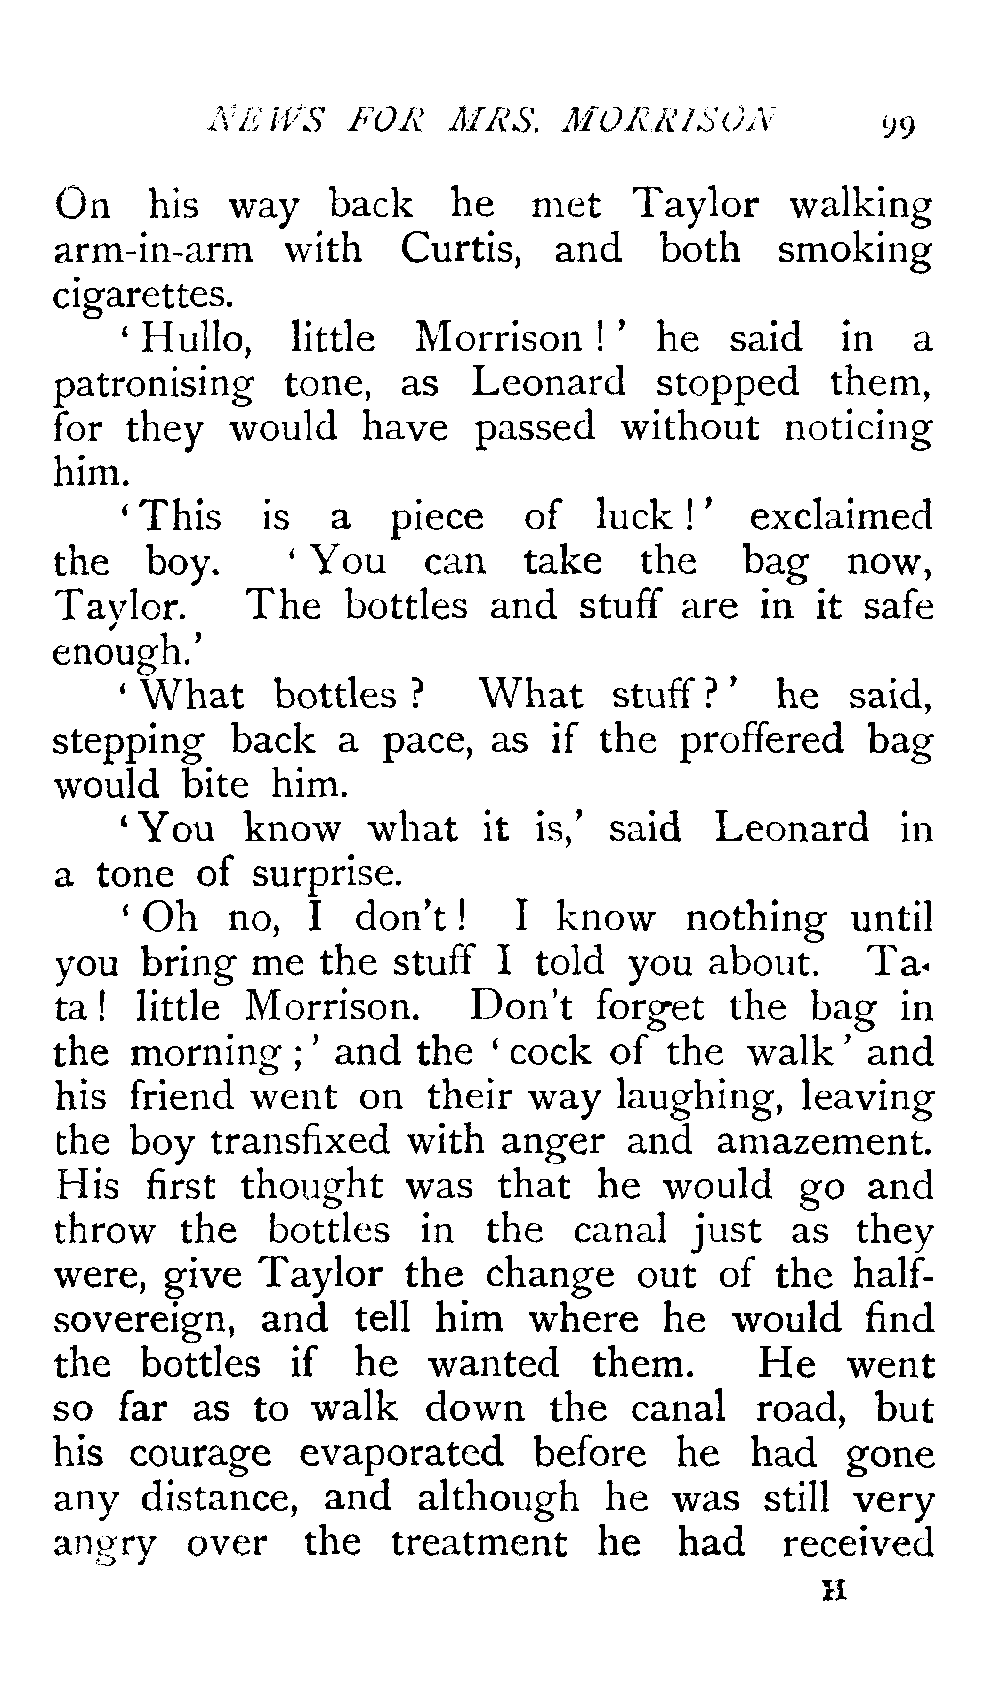 NEWS FOR MRS. MORRISON 99
On his way back he met Taylor walking
arm-in-arm with Curtis, and both smoking
cigarettes.
‘Hullo, little Morrison!’ he said in a
patronising tone, as Leonard stopped them,
for they would have passed without noticing
him.
‘This is a piece of luck!’ exclaimed
the boy. ‘You can take the bag now,
Taylor. The bottles and stuff are in it safe
enough.’
‘What bottles? What stuff?’ he said,
stepping back a pace, as if the proffered bag
would bite him.
‘You know what it is,’ said Leonard in
a tone of surprise.
‘Oh no, I don’t! I know nothing until
you bring me the stuff I told you about. Ta-
ta! little Morrison. Don’t forget the bag in
the morning;’ and the ‘cock of the walk’ and
his friend went on their way laughing, leaving
the boy transfixed with anger and amazement.
His first thought was that he would go and
throw the bottles in the canal just as they
were, give Taylor the change out of the half-
sovereign, and tell him where he would find
the bottles if he wanted them. He went
so far as to walk down the canal road, but
his courage evaporated before he had gone
any distance, and although he was still very
angry over the treatment he had received
H